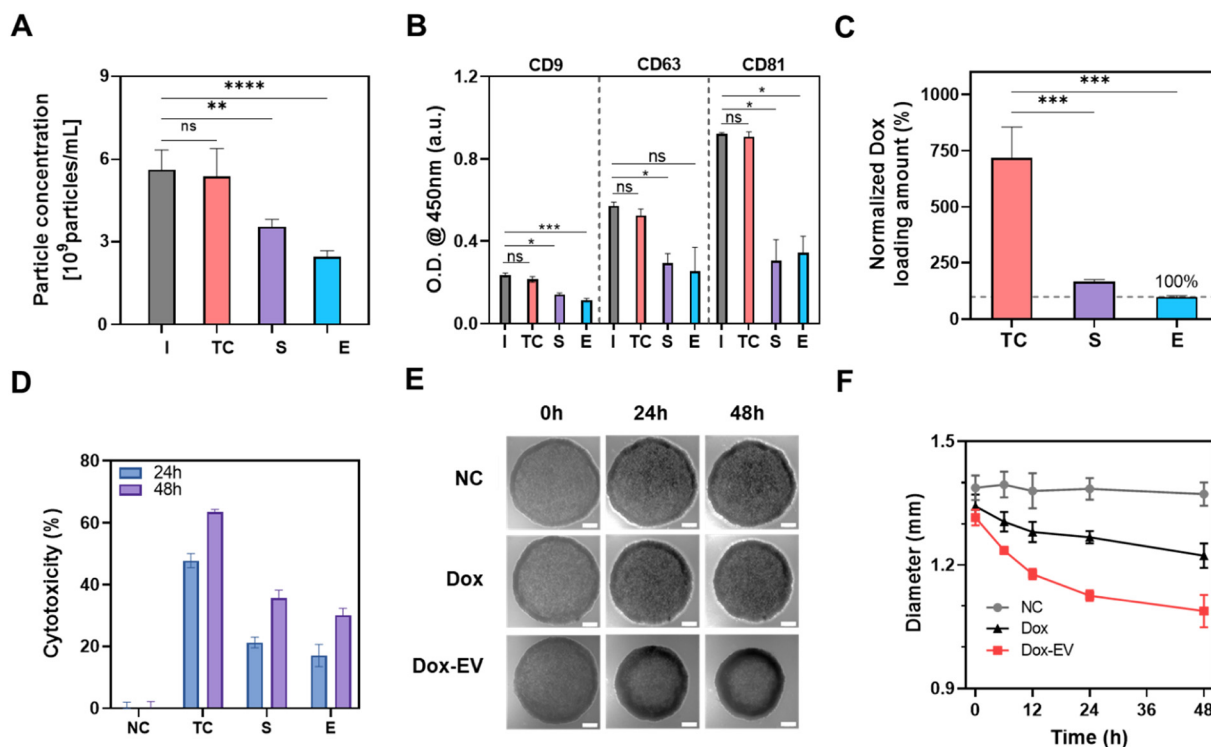 A
Particle concentration
[10⁹particles/mL]
9
6
3
0
****
**
ns
I TC S E
B
CD9 CD63 CD81
O.D. @ 450nm (a.u.)
1.2
0.8
0.4
0.0
***
*
ns
ns
*
ns
*
*
ns
I TC S E I TC S E I TC S E
C
Normalized Dox
loading amount (%)
1000
750
500
250
0
***
***
100%
TC S E
D
Cytotoxicity (%)
80
60
40
20
0
24h
48h
NC TC S E
E
0h 24h 48h
NC
Dox
Dox-EV
F
Diameter (mm)
1.5
1.2
0.9
NC
Dox
Dox-EV
0 12 24 36 48
Time (h)